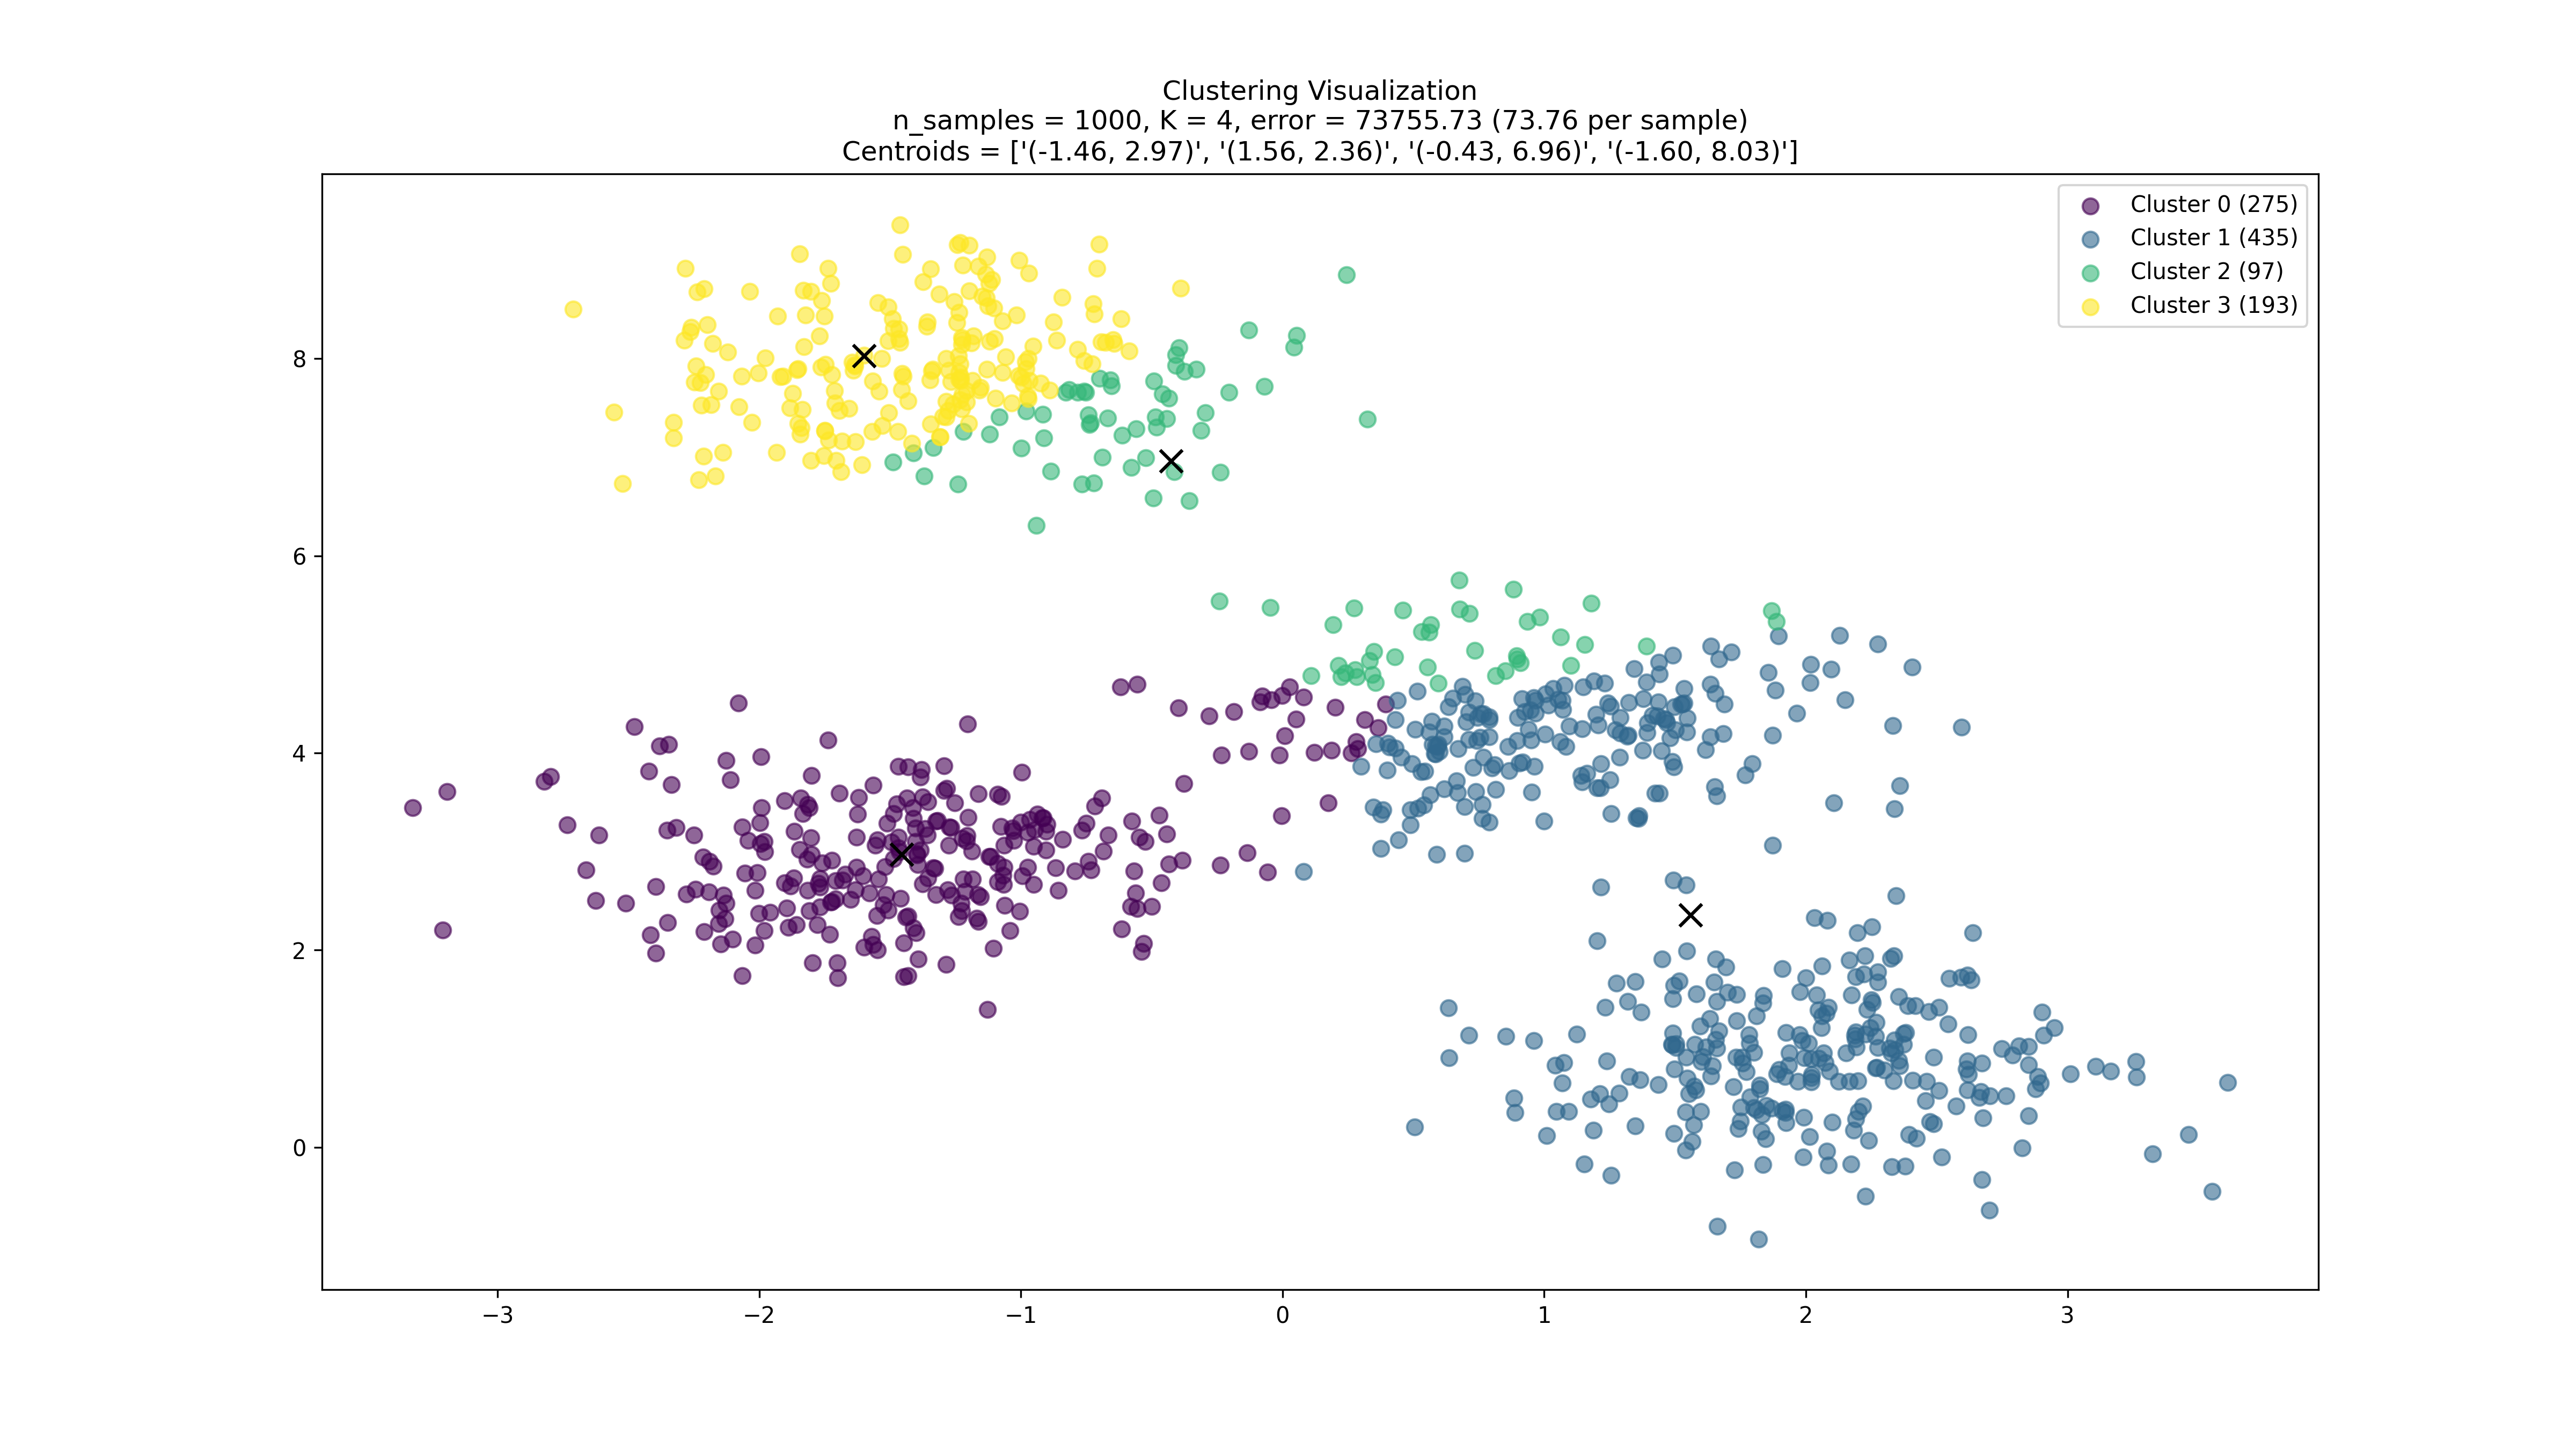 Clustering Visualization
n_samples = 1000, K = 4, error = 73755.73 (73.76 per sample)
Centroids = ['(-1.46, 2.97)', '(1.56, 2.36)', '(-0.43, 6.96)', '(-1.60, 8.03)']
Cluster 0 (275)
Cluster 1 (435)
Cluster 2 (97)
Cluster 3 (193)
8
6
4
2
0
−3
−2
−1
0
1
2
3